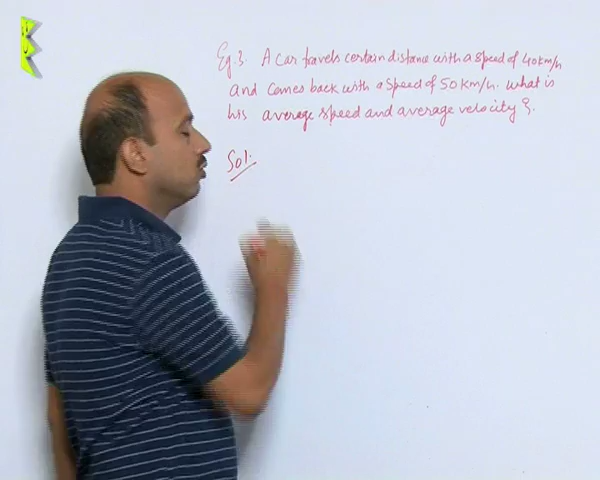 Eg 3. A car travels certain distance with a speed of 40km/h
and comes back with a speed of 50km/h. what is
his average speed and average velocity?.
Sol.